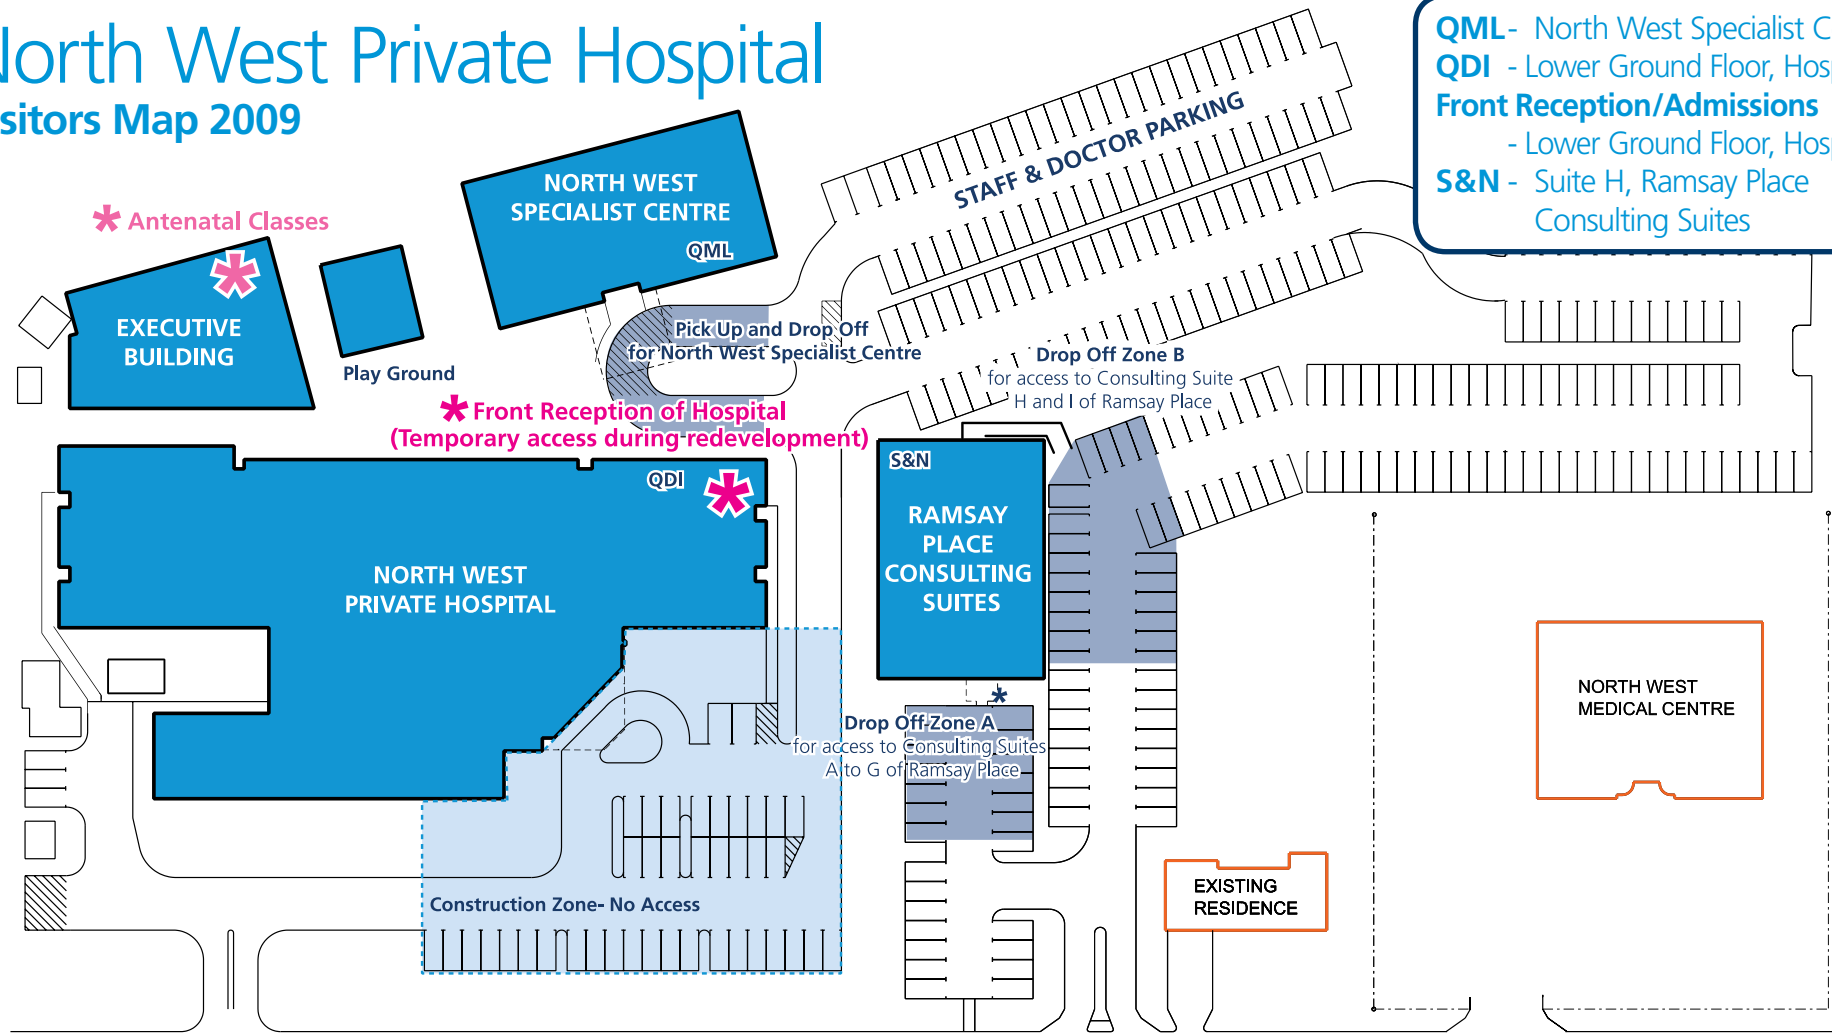 North West Private Hospital
sitors Map 2009
QML - North West Specialist C
QDI - Lower Ground Floor, Hosp
Front Reception/Admissions
- Lower Ground Floor, Hosp
S&N - Suite H, Ramsay Place
Consulting Suites
STAFF & DOCTOR PARKING
NORTH WEST
SPECIALIST CENTRE
QML
* Antenatal Classes
*
EXECUTIVE
BUILDING
Play Ground
Pick Up and Drop Off
for North West Specialist Centre
Drop Off Zone B
for access to Consulting Suite
H and I of Ramsay Place
* Front Reception of Hospital
(Temporary access during redevelopment)
QDI
*
S&N
RAMSAY
PLACE
CONSULTING
SUITES
NORTH WEST
PRIVATE HOSPITAL
*
Drop Off Zone A
for access to Consulting Suites
A to G of Ramsay Place
NORTH WEST
MEDICAL CENTRE
Construction Zone- No Access
EXISTING
RESIDENCE